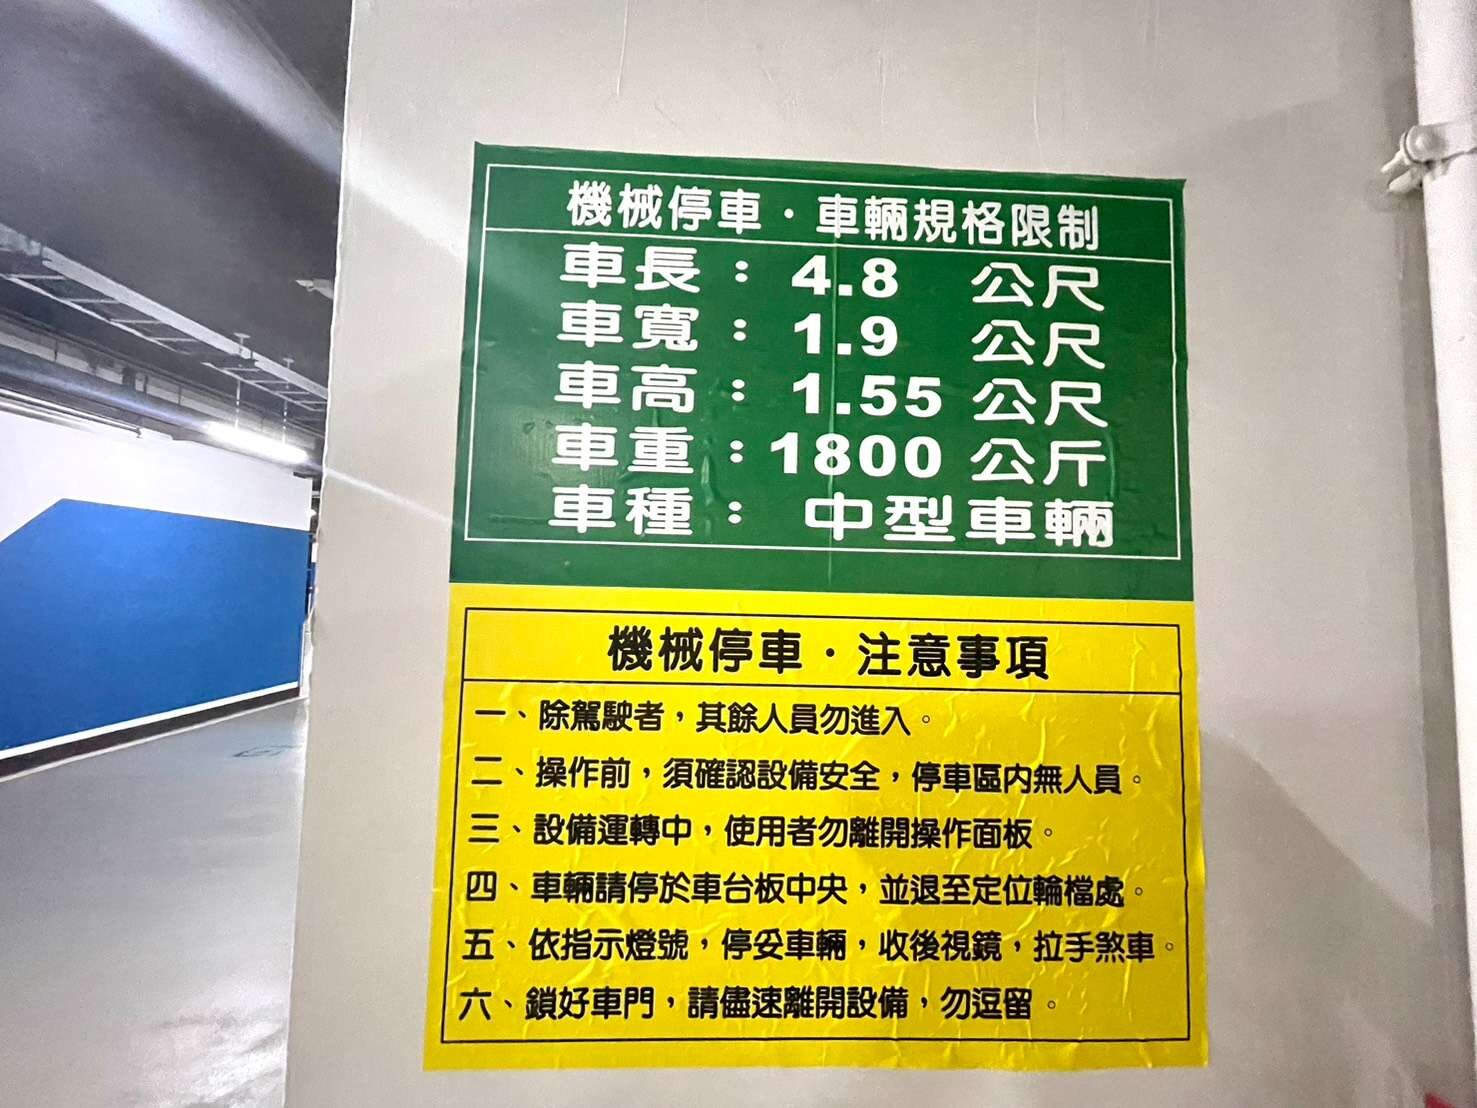 機械停車・車輛規格限制
車長：4.8 公尺
車寬：1.9 公尺
車高：1.55 公尺
車重：1800 公斤
車種：中型車輛
機械停車・注意事項
一、除駕駛者，其餘人員勿進入。
二、操作前，須確認設備安全，停車區內無人員。
三、設備運轉中，使用者勿離開操作面板。
四、車輛請停於車台板中央，並退至定位輪檔處。
五、依指示燈號，停妥車輛，收後視鏡，拉手煞車。
六、鎖好車門，請儘速離開設備，勿逗留。